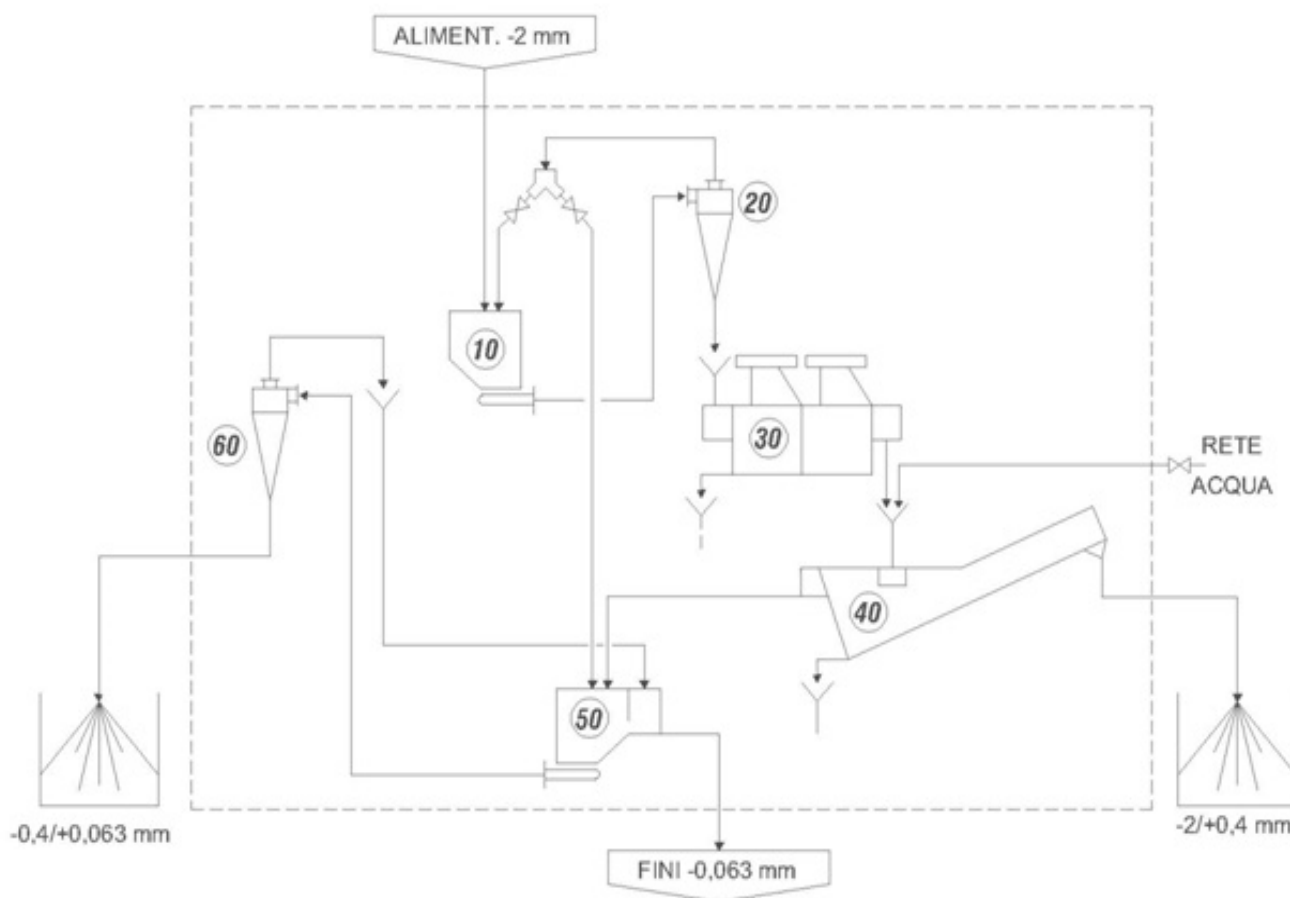 ALIMENT. -2 mm
20
10
60
30
RETE
ACQUA
40
50
-0,4/+0,063 mm
-2/+0,4 mm
FINI -0,063 mm